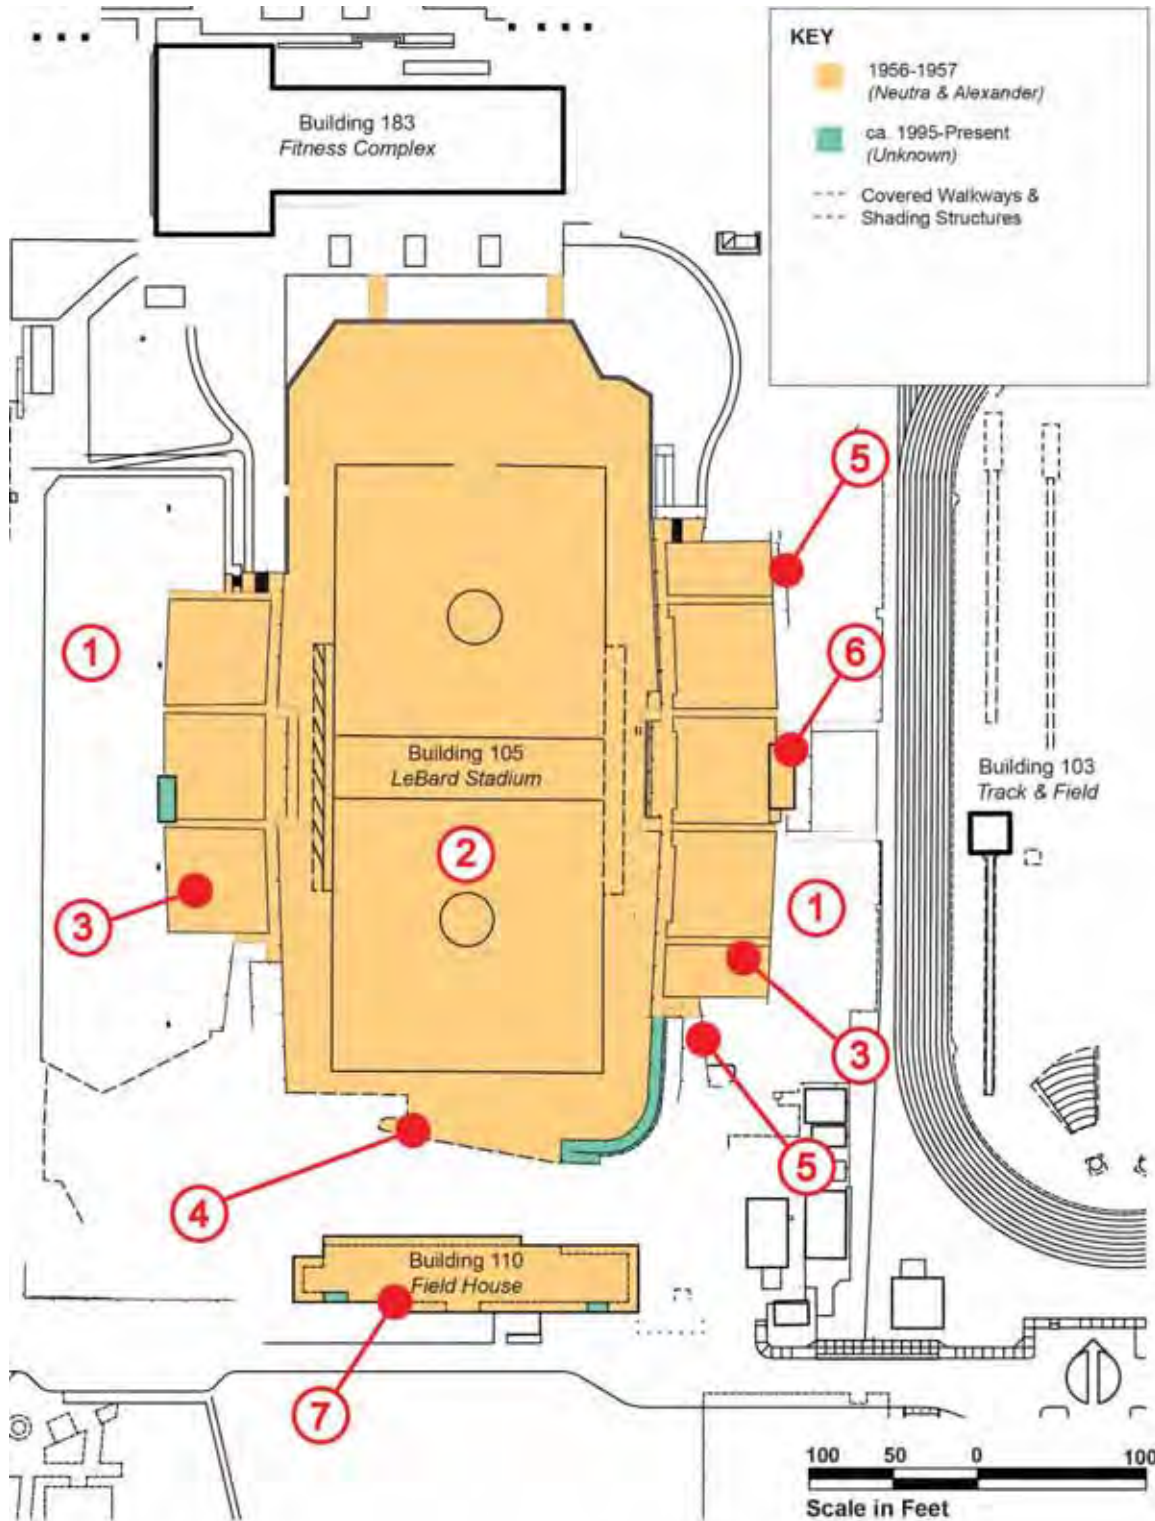 KEY
1956-1957
(Neutra & Alexander)
ca. 1995-Present
(Unknown)
Covered Walkways &
Shading Structures
Building 183
Fitness Complex
5
1
6
Building 105
LeBard Stadium
Building 103
Track & Field
2
3
1
3
4
5
Building 110
Field House
7
100 50 0 100
Scale in Feet